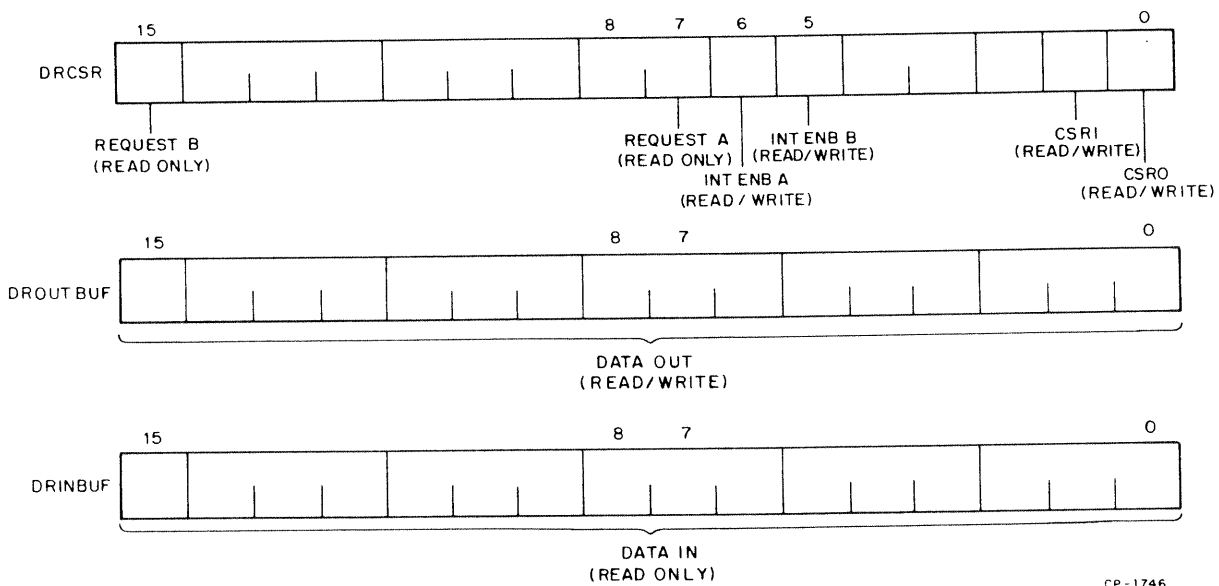 15 8 7 6 5 0
DRCSR
REQUEST B
(READ ONLY)
REQUEST A
(READ ONLY)
INT ENB A
(READ/WRITE)
INT ENB B
(READ/WRITE)
CSR1
(READ/WRITE)
CSR0
(READ/WRITE)
15 8 7 0
DROUTBUF
DATA OUT
(READ/WRITE)
15 8 7 0
DRINBUF
DATA IN
(READ ONLY)
CP-1746